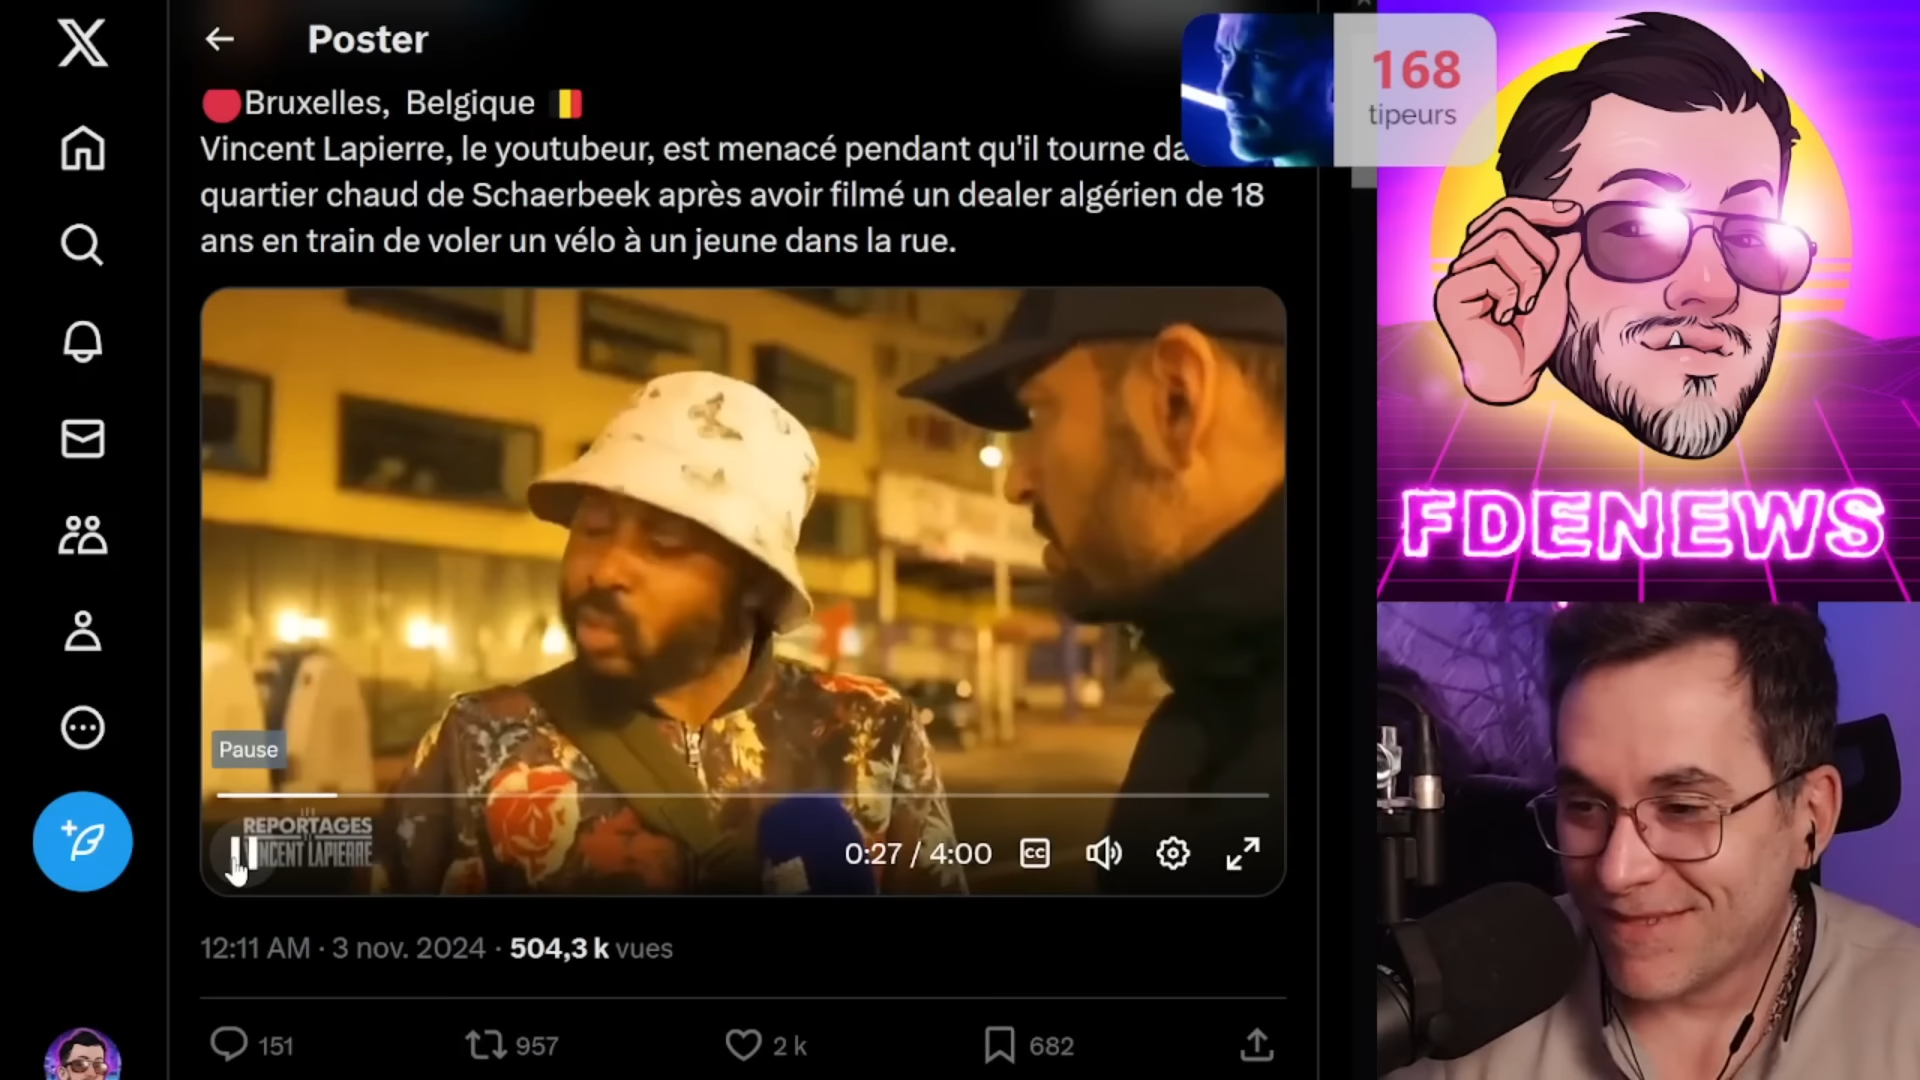 Poster
168
tipeurs
Bruxelles, Belgique
Vincent Lapierre, le youtubeur, est menacé pendant qu'il tourne da
quartier chaud de Schaerbeek après avoir filmé un dealer algérien de 18
ans en train de voler un vélo à un jeune dans la rue.
FDENEWS
Pause
LES
REPORTAGES
VINCENT LAPIERRE
0:27 / 4:00
CC
12:11 AM · 3 nov. 2024 · 504,3 k vues
151
957
2 k
682